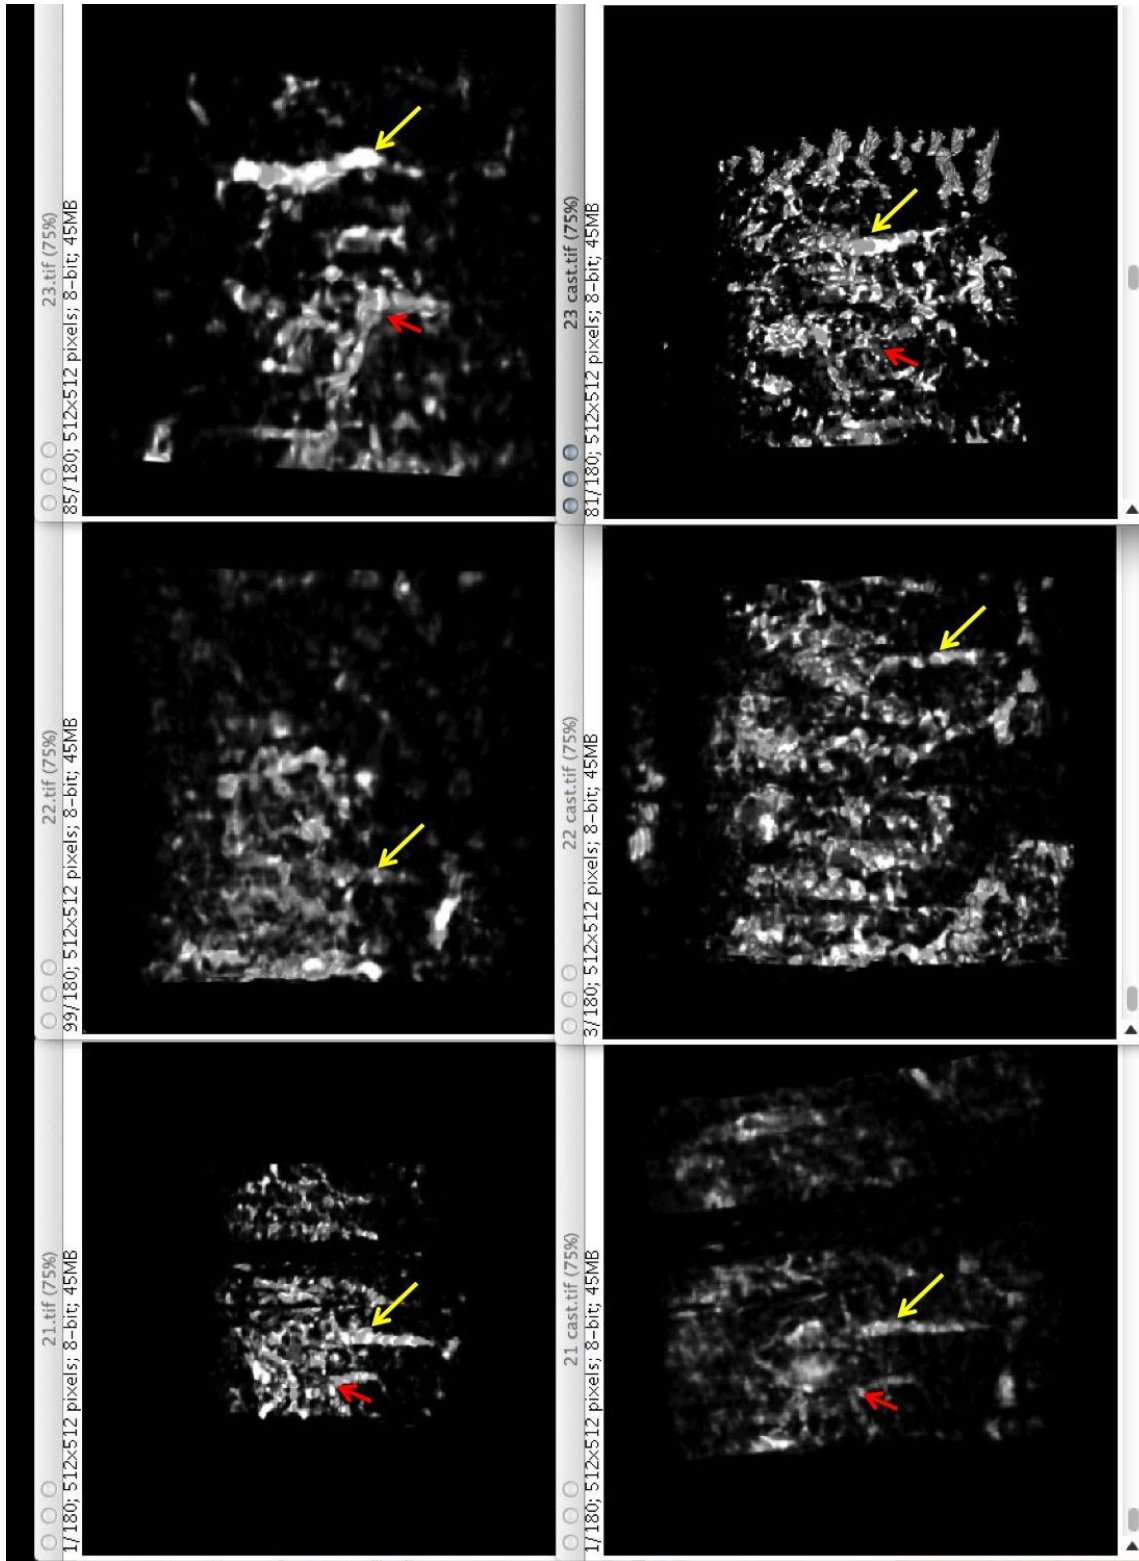 21.tif (75%)
1/180; 512x512 pixels; 8-bit; 45MB
22.tif (75%)
99/180; 512x512 pixels; 8-bit; 45MB
23.tif (75%)
85/180; 512x512 pixels; 8-bit; 45MB
21 cast.tif (75%)
1/180; 512x512 pixels; 8-bit; 45MB
22 cast.tif (75%)
3/180; 512x512 pixels; 8-bit; 45MB
23 cast.tif (75%)
81/180; 512x512 pixels; 8-bit; 45MB